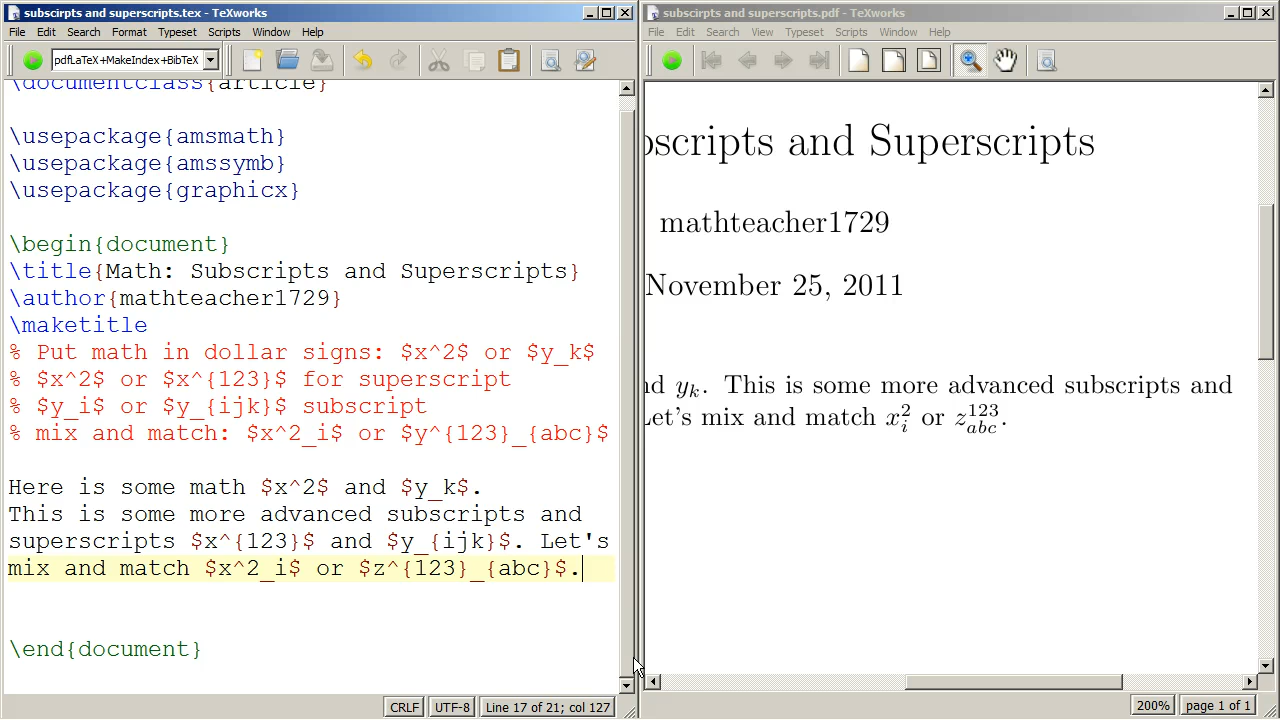 subscirpts and superscripts.tex - TeXworks
File Edit Search Format Typeset Scripts Window Help
pdfLaTeX+MakeIndex+BibTeX
\documentclass{article}
\usepackage{amsmath}
\usepackage{amssymb}
\usepackage{graphicx}
\begin{document}
\title{Math: Subscripts and Superscripts}
\author{mathteacher1729}
\maketitle
% Put math in dollar signs: $x^2$ or $y_k$
% $x^2$ or $x^{123}$ for superscript
% $y_i$ or $y_{ijk}$ subscript
% mix and match: $x^2_i$ or $y^{123}_{abc}$
Here is some math $x^2$ and $y_k$.
This is some more advanced subscripts and
superscripts $x^{123}$ and $y_{ijk}$. Let's
mix and match $x^2_i$ or $z^{123}_{abc}$.
\end{document}
CRLF UTF-8 Line 17 of 21; col 127
subscirpts and superscripts.pdf - TeXworks
File Edit Search View Typeset Scripts Window Help
bscripts and Superscripts
mathteacher1729
November 25, 2011
nd yₖ. This is some more advanced subscripts and
Let's mix and match x²ᵢ or z¹²³abc.
200% page 1 of 1